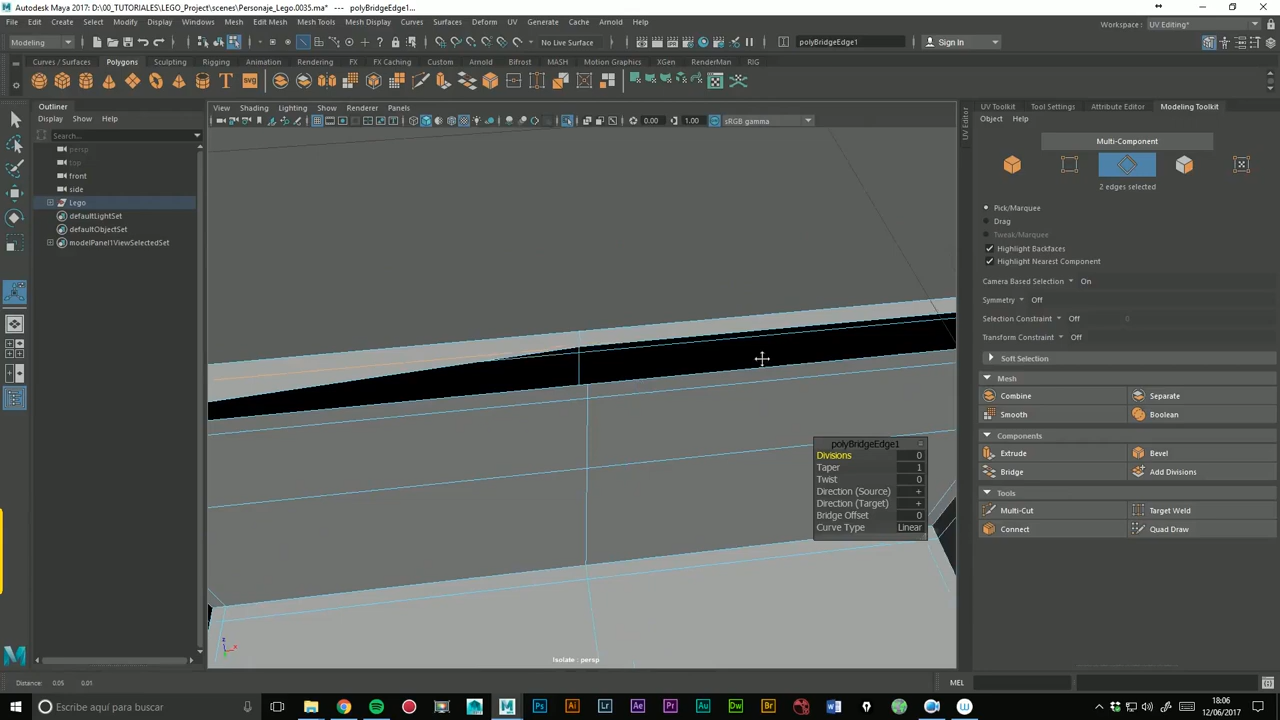 Autodesk Maya 2017: D:\00_TUTORIALES\LEGO_Project\scenes\Personaje_Lego.0035.ma* --- polyBridgeEdge1...
File Edit Create Select Modify Display Windows Mesh Edit Mesh Mesh Tools Mesh Display Curves Surfaces Deform UV Generate Cache Arnold Help
Workspace : UV Editing*
Modeling No Live Surface polyBridgeEdge1 Sign In
Curves / Surfaces Polygons Sculpting Rigging Animation Rendering FX FX Caching Custom Arnold Bifrost MASH Motion Graphics XGen RenderMan RIG
Outliner
Display Show Help
Search...
persp
top
front
side
Lego
defaultLightSet
defaultObjectSet
modelPanel1ViewSelectedSet
View Shading Lighting Show Renderer Panels
0.00 1.00 sRGB gamma
polyBridgeEdge1
Divisions 0
Taper 1
Twist 0
Direction (Source) +
Direction (Target) +
Bridge Offset 0
Curve Type Linear
Isolate : persp
UV Editor
UV Toolkit Tool Settings Attribute Editor Modeling Toolkit
Object Help
Multi-Component
2 edges selected
Pick/Marquee
Drag
Tweak/Marquee
Highlight Backfaces
Highlight Nearest Component
Camera Based Selection On
Symmetry Off
Selection Constraint Off 0
Transform Constraint Off
Soft Selection
Mesh
Combine Separate
Smooth Boolean
Components
Extrude Bevel
Bridge Add Divisions
Tools
Multi-Cut Target Weld
Connect Quad Draw
Distance: 0.05 0.01
MEL
Escribe aquí para buscar
18:06
12/06/2017